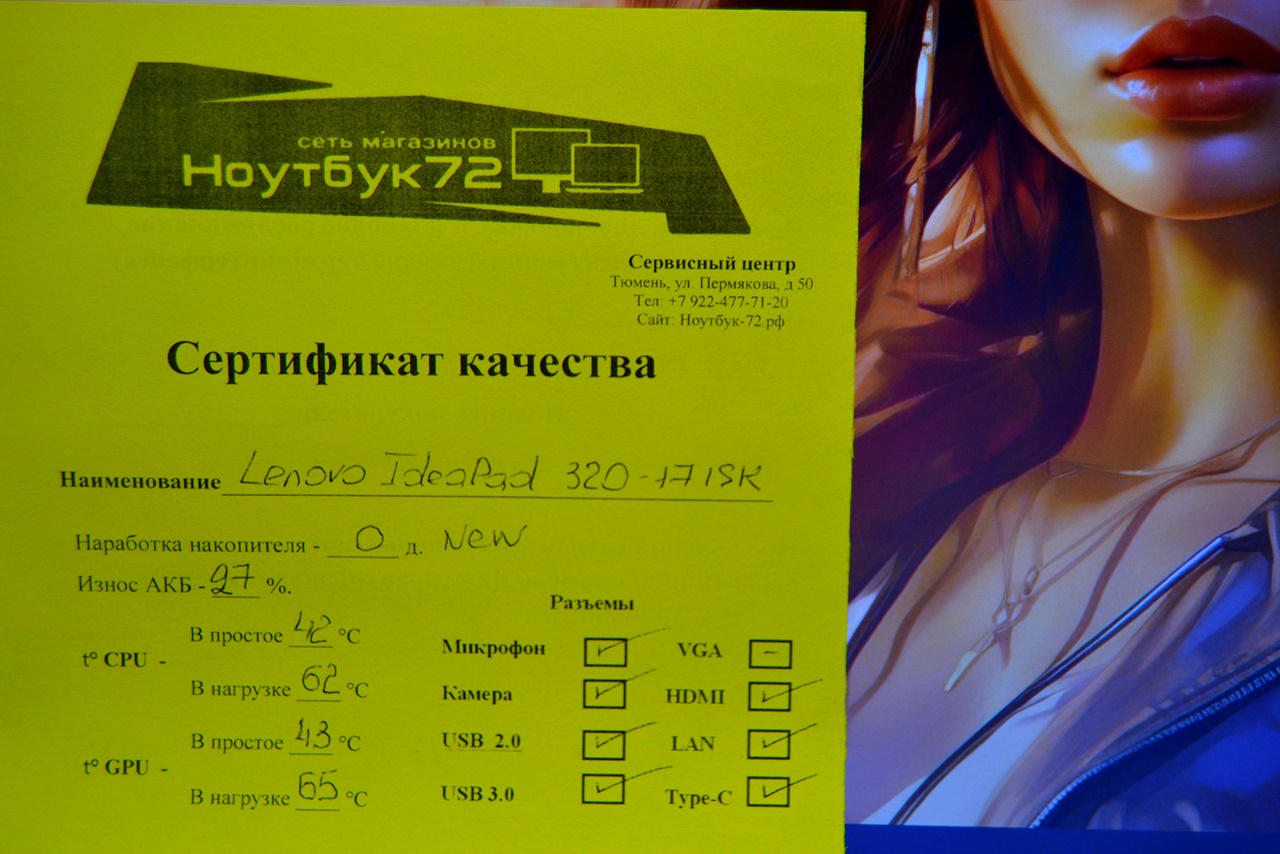 сеть магазинов
Ноутбук72
Сервисный центр
Тюмень, ул. Пермякова, д 50
Тел: +7 922-477-71-20
Сайт: Ноутбук-72.рф
Сертификат качества
Наименование Lenovo IdeaPad 320-17ISK
Наработка накопителя - 0 д. New
Износ АКБ - 27 %.
Разъемы
t° CPU -
В простое 42 °C
В нагрузке 62 °C
t° GPU -
В простое 43 °C
В нагрузке 65 °C
Микрофон ✓ VGA –
Камера ✓ HDMI ✓
USB 2.0 ✓ LAN ✓
USB 3.0 ✓ Type-C ✓